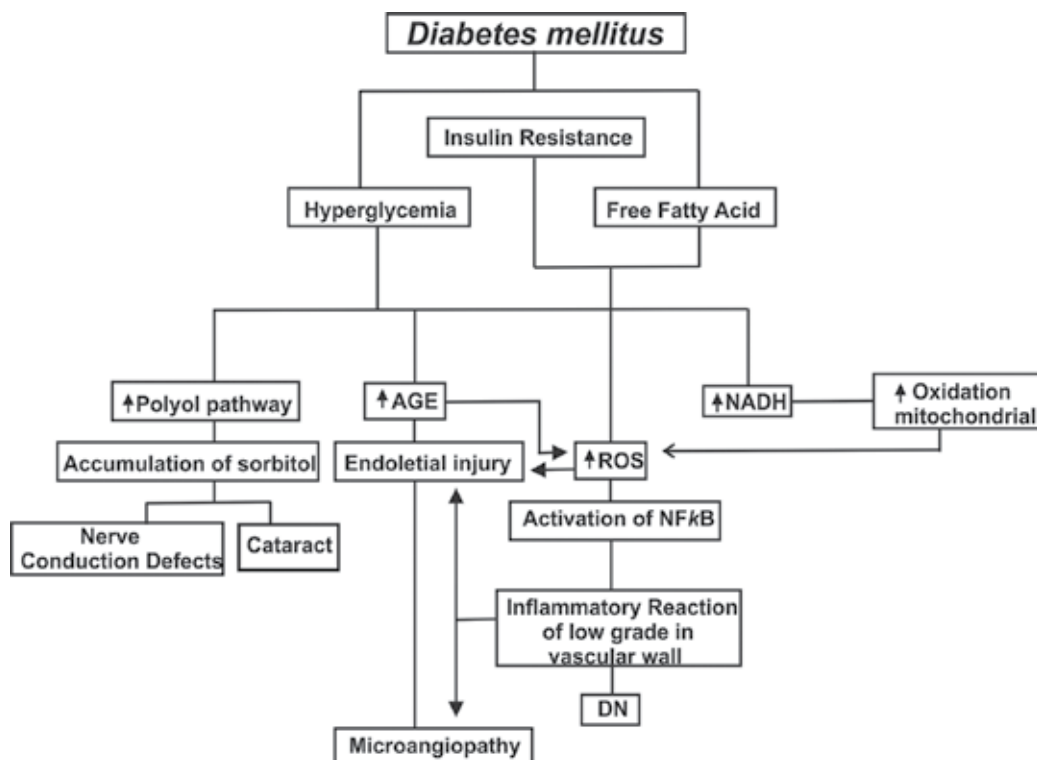 Diabetes mellitus
Insulin Resistance
Hyperglycemia
Free Fatty Acid
↑Polyol pathway
↑AGE
↑NADH
↑ Oxidation
mitochondrial
Accumulation of sorbitol
Endoletial injury
↑ROS
Nerve
Conduction Defects
Cataract
Activation of NFkB
Inflammatory Reaction
of low grade in
vascular wall
DN
Microangiopathy